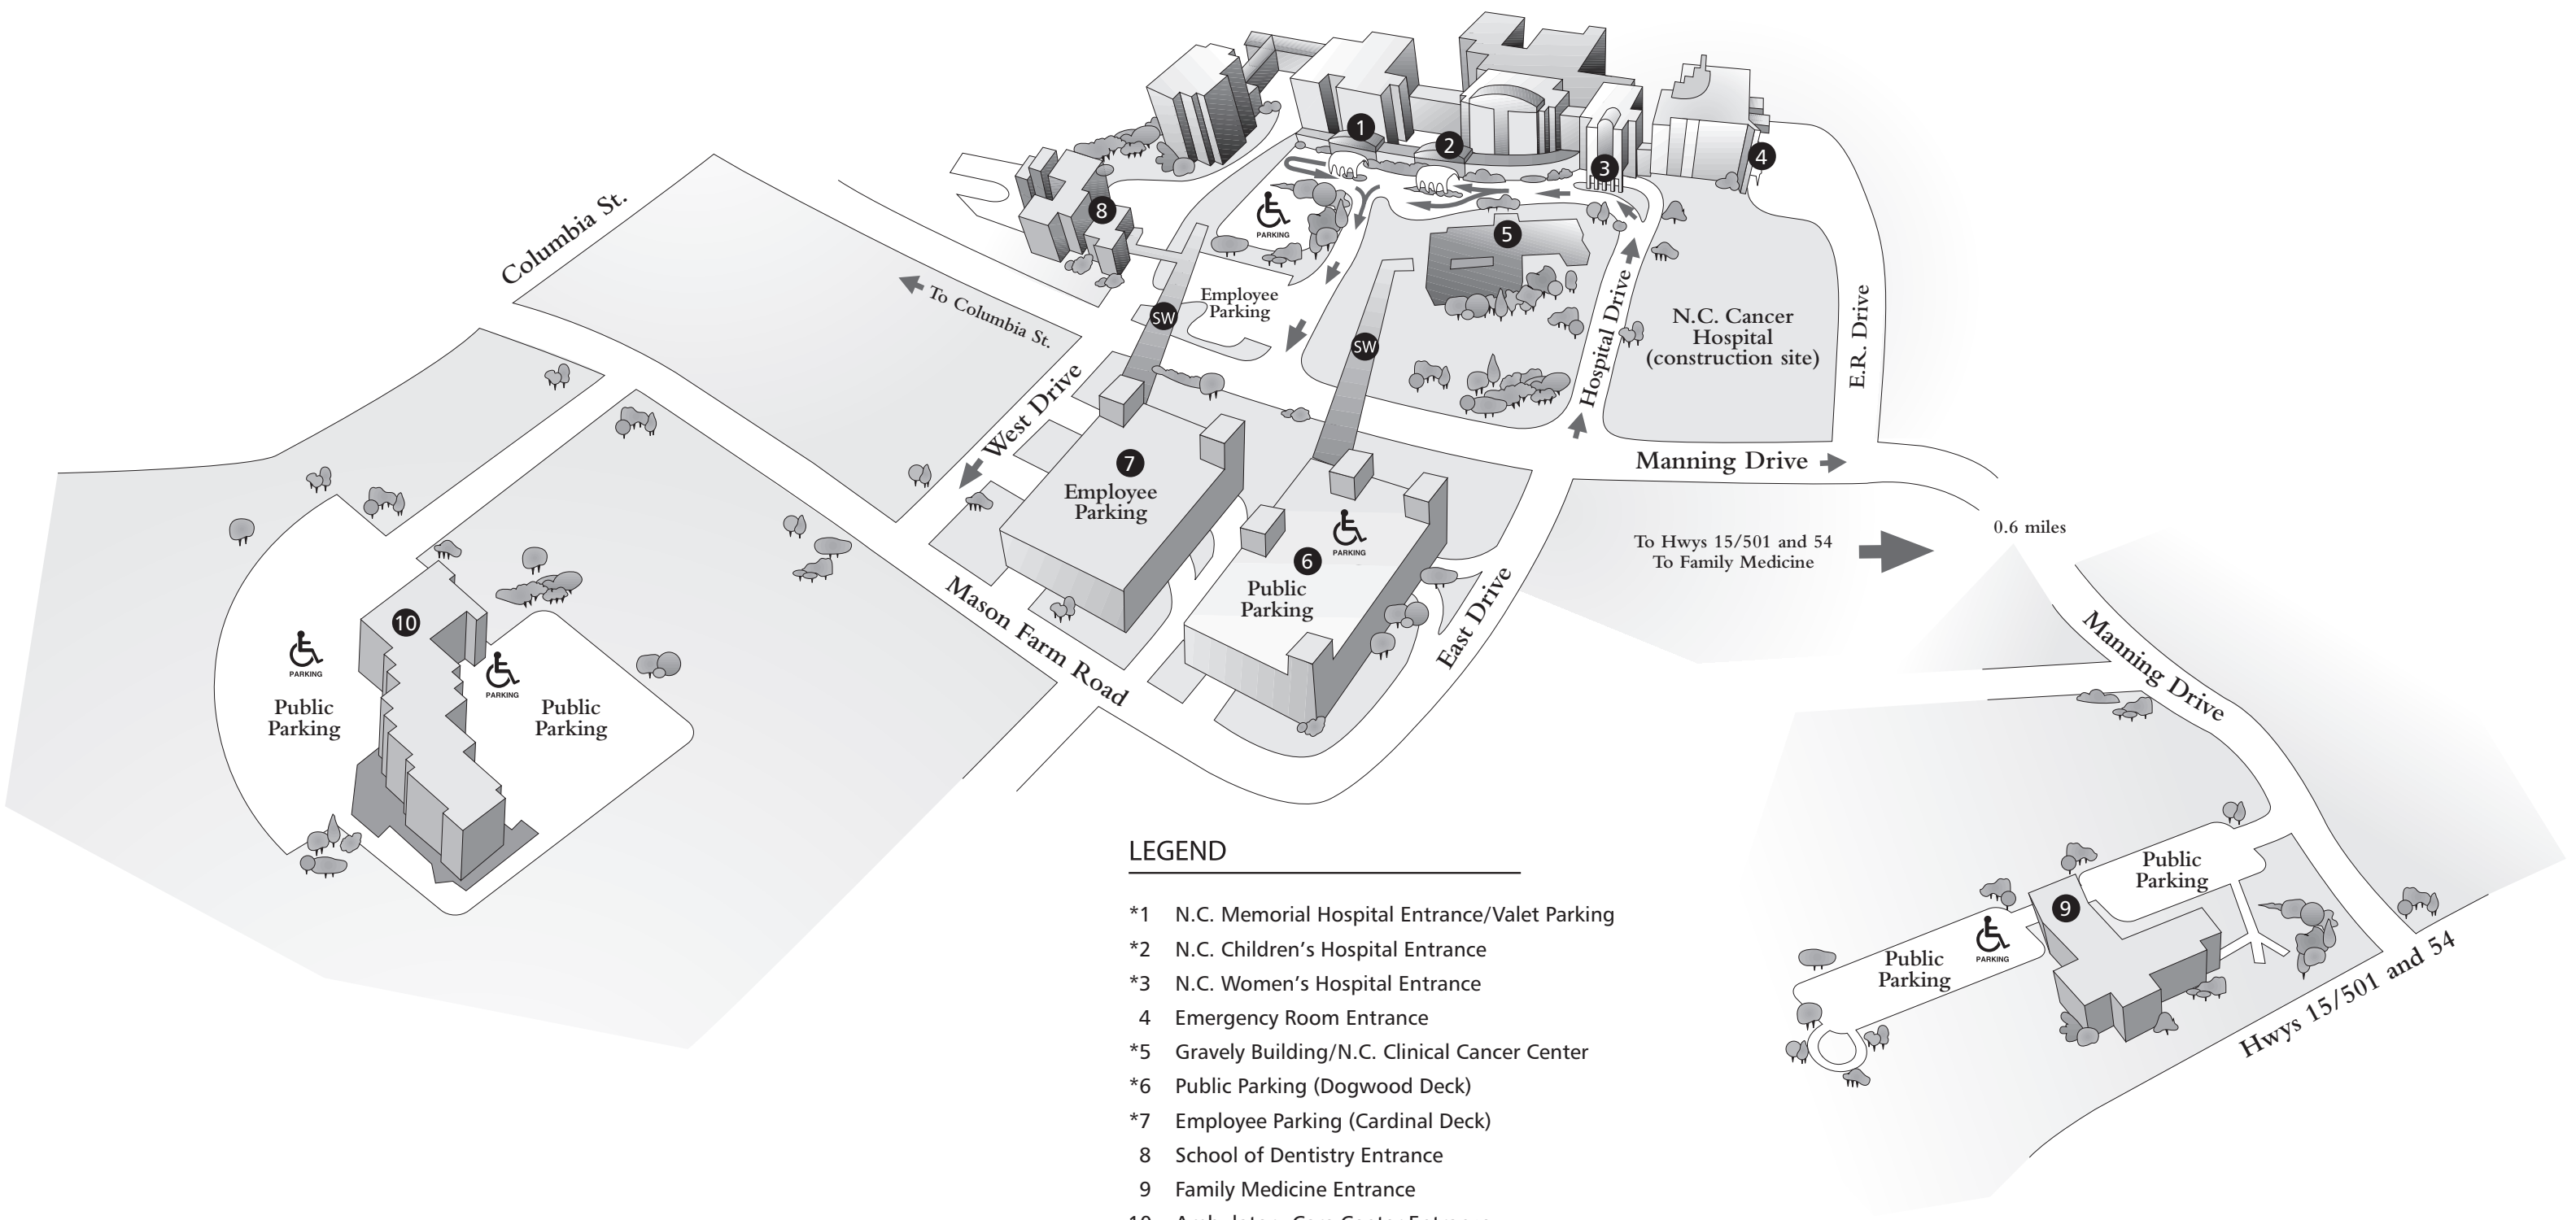 1
2
3
4
Columbia St.
8
PARKING
5
To Columbia St.
SW
Employee
Parking
SW
Hospital Drive
N.C. Cancer
Hospital
(construction site)
E.R. Drive
West Drive
7
Employee
Parking
Manning Drive
PARKING
6
Public
Parking
To Hwys 15/501 and 54
To Family Medicine
0.6 miles
Mason Farm Road
East Drive
Manning Drive
10
PARKING
PARKING
Public
Parking
Public
Parking
Public
Parking
9
PARKING
Public
Parking
Hwys 15/501 and 54
LEGEND
*1 N.C. Memorial Hospital Entrance/Valet Parking
*2 N.C. Children's Hospital Entrance
*3 N.C. Women's Hospital Entrance
4 Emergency Room Entrance
*5 Gravely Building/N.C. Clinical Cancer Center
*6 Public Parking (Dogwood Deck)
*7 Employee Parking (Cardinal Deck)
8 School of Dentistry Entrance
9 Family Medicine Entrance
10 Ambulatory Care Center Entrance